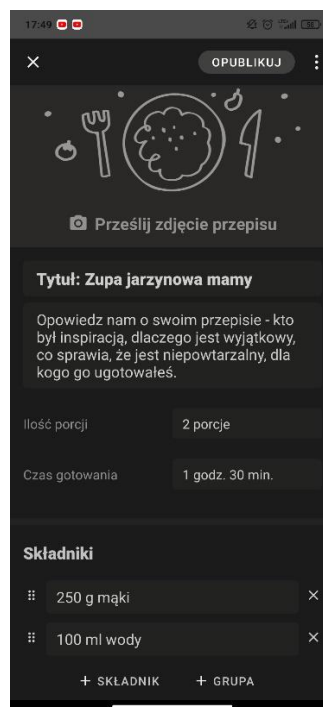 17:49
OPUBLIKUJ
Prześlij zdjęcie przepisu
Tytuł: Zupa jarzynowa mamy
Opowiedz nam o swoim przepisie - kto
był inspiracją, dlaczego jest wyjątkowy,
co sprawia, że jest niepowtarzalny, dla
kogo go ugotowałeś.
Ilość porcji
2 porcje
Czas gotowania
1 godz. 30 min.
Składniki
250 g mąki
100 ml wody
+ SKŁADNIK + GRUPA